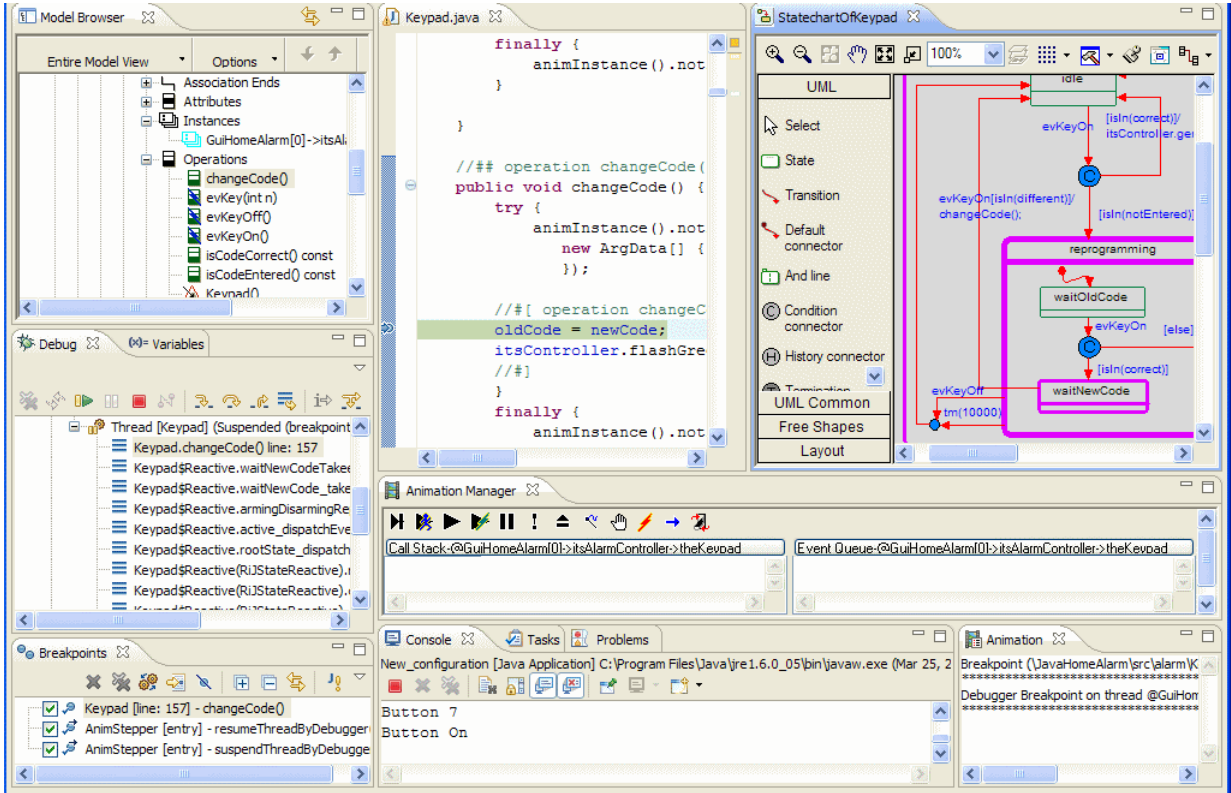 Model Browser
Entire Model View
Options
Association Ends
Attributes
Instances
GuiHomeAlarm[0]->itsAl
Operations
changeCode()
evKey(int n)
evKeyOff()
evKeyOn()
isCodeCorrect() const
isCodeEntered() const
Keypad()
Debug
(x)= Variables
Thread [Keypad] (Suspended (breakpoint
Keypad.changeCode() line: 157
Keypad$Reactive.waitNewCodeTakee
Keypad$Reactive.waitNewCode_take
Keypad$Reactive.armingDisarmingRe
Keypad$Reactive.active_dispatchEve
Keypad$Reactive.rootState_dispatch
Keypad$Reactive(RiJStateReactive).r
Keypad$Reactive(RiJStateReactive).
Keypad$Reactive(RiJStateReactive)
Breakpoints
Keypad [line: 157] - changeCode()
AnimStepper [entry] - resumeThreadByDebugger
AnimStepper [entry] - suspendThreadByDebugge
Keypad.java
finally {
animInstance().not
}
}
//## operation changeCode(
public void changeCode() {
try {
animInstance().not
new ArgData[] {
});
//#[ operation changeC
oldCode = newCode;
itsController.flashGre
//#]
}
finally {
animInstance().not
StatechartOfKeypad
100%
UML
Select
State
Transition
Default
connector
And line
Condition
connector
History connector
Termination
UML Common
Free Shapes
Layout
idle
evKeyOn
[isIn(correct)]/
itsController.ger
C
evKeyOn[isIn(different)]/
changeCode();
[isIn(notEntered)]
reprogramming
waitOldCode
evKeyOn
[else]
C
[isIn(correct)]
waitNewCode
evKeyOff
tm(10000)
Animation Manager
Call Stack-@GuiHomeAlarm[0]->itsAlarmController->theKeypad
Event Queue-@GuiHomeAlarm[0]->itsAlarmController->theKeypad
Console
Tasks
Problems
New_configuration [Java Application] C:\Program Files\Java\jre1.6.0_05\bin\javaw.exe (Mar 25, 2
Button 7
Button On
Animation
Breakpoint (\JavaHomeAlarm\src\alarm\K
**********************************
Debugger Breakpoint on thread @GuiHor
**********************************